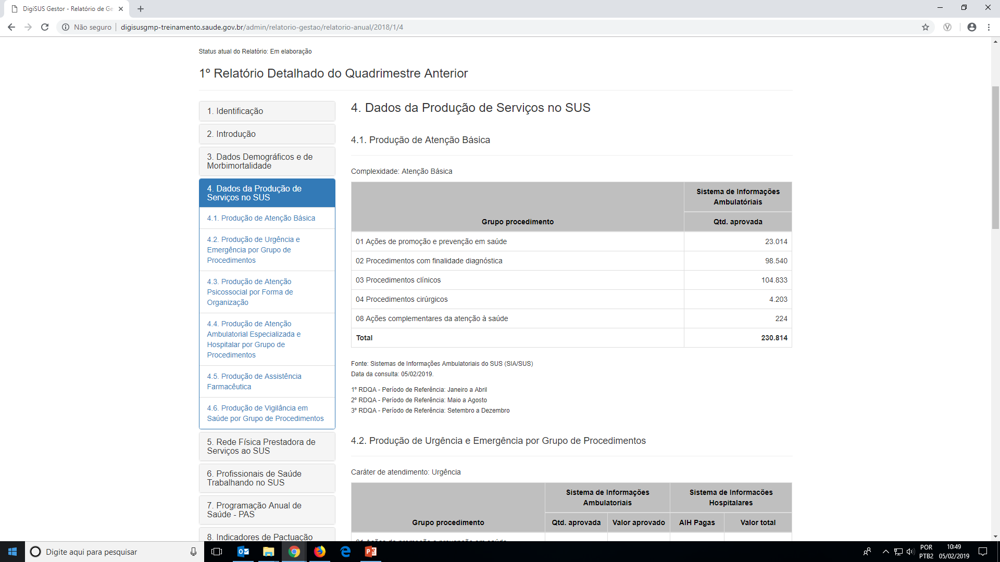 DigiSUS Gestor - Relatório de Ge
Não seguro
digisusgmp-treinamento.saude.gov.br/admin/relatorio-gestao/relatorio-anual/2018/1/4
Status atual do Relatório: Em elaboração
1º Relatório Detalhado do Quadrimestre Anterior
1. Identificação
2. Introdução
3. Dados Demográficos e de
Morbimortalidade
4. Dados da Produção de
Serviços no SUS
4.1. Produção de Atenção Básica
4.2. Produção de Urgência e
Emergência por Grupo de
Procedimentos
4.3. Produção de Atenção
Psicossocial por Forma de
Organização
4.4. Produção de Atenção
Ambulatorial Especializada e
Hospitalar por Grupo de
Procedimentos
4.5. Produção de Assistência
Farmacêutica
4.6. Produção de Vigilância em
Saúde por Grupo de Procedimentos
5. Rede Física Prestadora de
Serviços ao SUS
6. Profissionais de Saúde
Trabalhando no SUS
7. Programação Anual de
Saúde - PAS
8. Indicadores de Pactuação
4. Dados da Produção de Serviços no SUS
4.1. Produção de Atenção Básica
Complexidade: Atenção Básica
Sistema de Informações
Ambulatóriais
Grupo procedimento Qtd. aprovada
01 Ações de promoção e prevenção em saúde 23.014
02 Procedimentos com finalidade diagnóstica 98.540
03 Procedimentos clínicos 104.833
04 Procedimentos cirúrgicos 4.203
08 Ações complementares da atenção à saúde 224
Total 230.814
Fonte: Sistemas de Informações Ambulatoriais do SUS (SIA/SUS)
Data da consulta: 05/02/2019.
1º RDQA - Período de Referência: Janeiro a Abril
2º RDQA - Período de Referência: Maio a Agosto
3º RDQA - Período de Referência: Setembro a Dezembro
4.2. Produção de Urgência e Emergência por Grupo de Procedimentos
Caráter de atendimento: Urgência
Sistema de Informações Sistema de Informacões
Ambulatoriais Hospitalares
Grupo procedimento Qtd. aprovada Valor aprovado AIH Pagas Valor total
01 Ações de promoção e prevenção em saúde
Digite aqui para pesquisar
POR 10:49
PTB2 05/02/2019